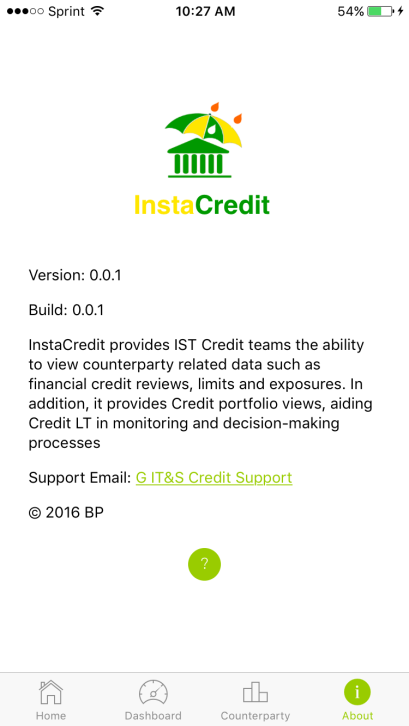 Sprint 10:27 AM 54%
InstaCredit
Version: 0.0.1
Build: 0.0.1
InstaCredit provides IST Credit teams the ability
to view counterparty related data such as
financial credit reviews, limits and exposures. In
addition, it provides Credit portfolio views, aiding
Credit LT in monitoring and decision-making
processes
Support Email: G IT&S Credit Support
© 2016 BP
?
Home Dashboard Counterparty About